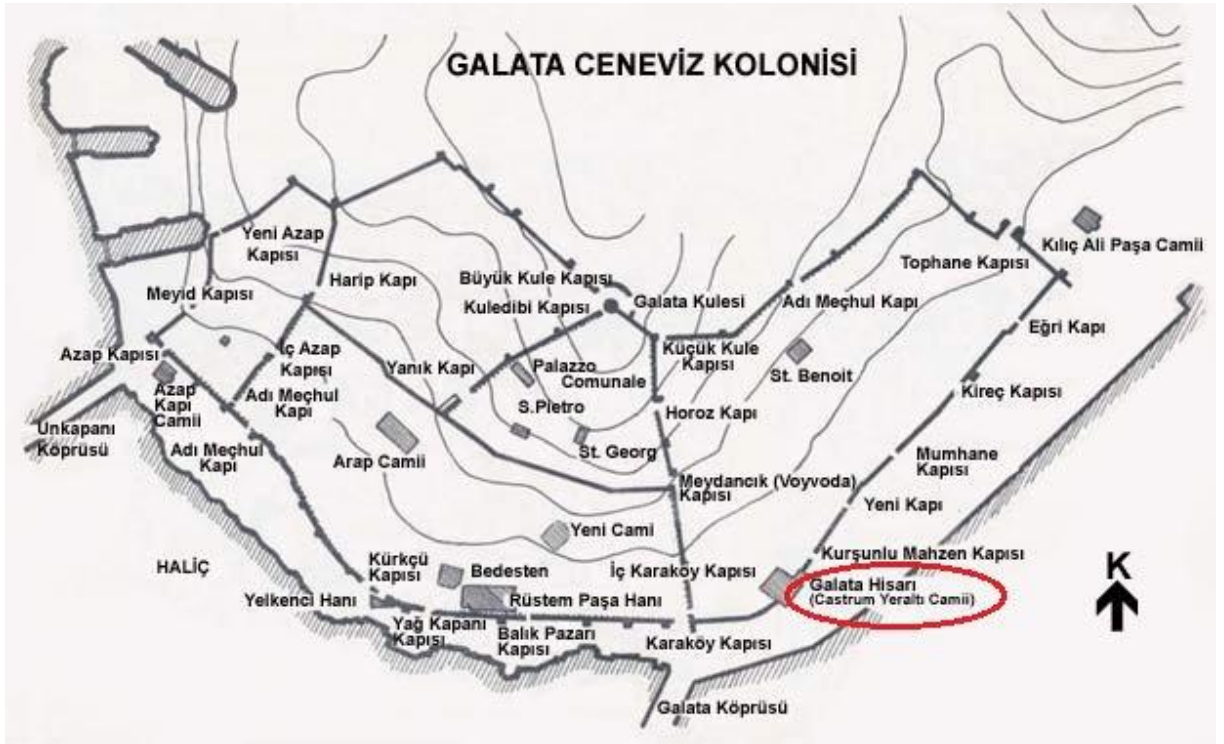 GALATA CENEVİZ KOLONİSİ
Yeni Azap
Kapısı
Kılıç Ali Paşa Camii
Harip Kapı
Büyük Kule Kapısı
Tophane Kapısı
Meyid Kapısı
Kuledibi Kapısı
Galata Kulesi
Adı Meçhul Kapı
Eğri Kapı
Azap Kapısı
İç Azap
Kapışı
Yanık Kapı
Palazzo
Comunale
Küçük Kule
Kapısı
St. Benoit
Kireç Kapısı
Azap
Kapı
Camii
Adı Meçhul
Kapı
S.Pietro
Horoz Kapı
Unkapanı
Köprüsü
Adı Meçhul
Kapı
Arap Camii
St. Georg
Mumhane
Kapısı
Meydancık (Voyvoda)
Kapısı
Yeni Kapı
Yeni Cami
Kurşunlu Mahzen Kapısı
HALİÇ
Kürkçü
Kapısı
Bedesten
İç Karaköy Kapısı
Galata Hisarı
(Castrum Yeraltı Camii)
K
Yelkenci Hanı
Rüstem Paşa Hanı
Yağ Kapanı
Kapısı
Balık Pazarı
Kapısı
Karaköy Kapısı
Galata Köprüsü